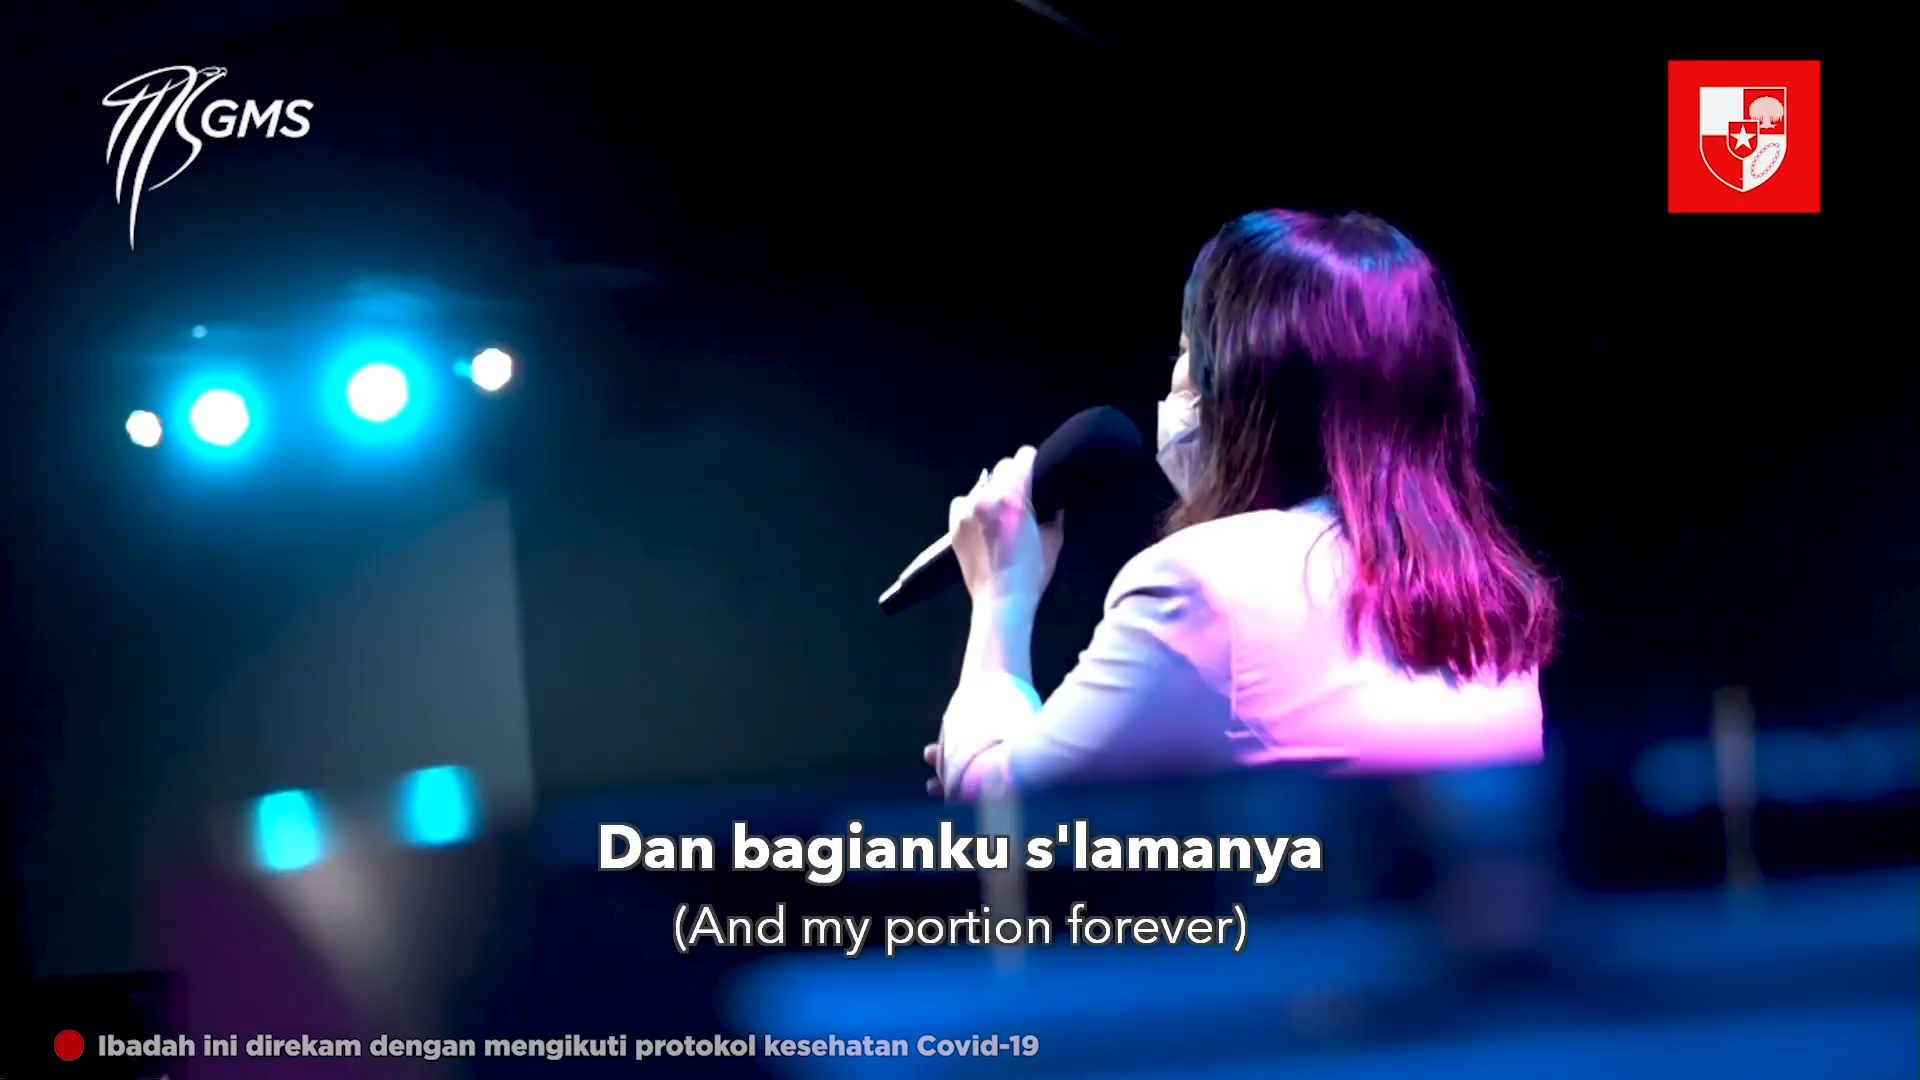 GMS
Dan bagianku s'lamanya
(And my portion forever)
Ibadah ini direkam dengan mengikuti protokol kesehatan Covid-19